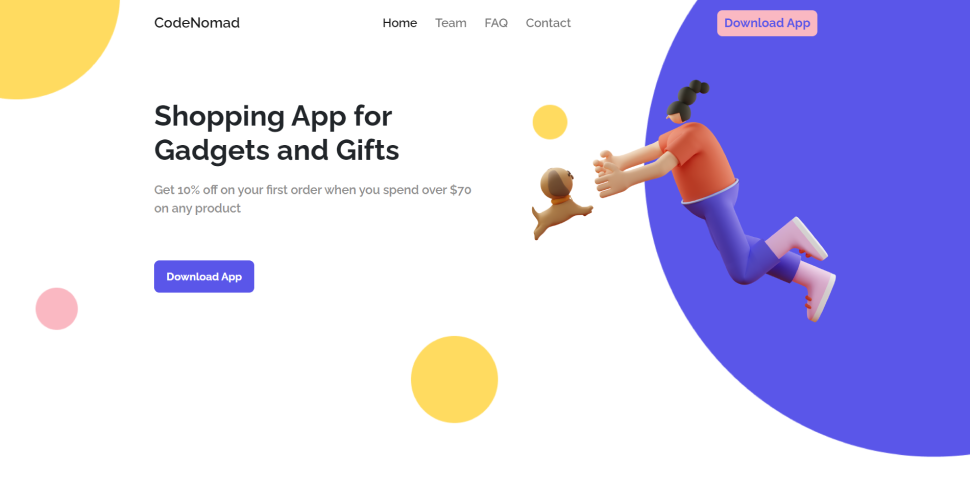 CodeNomad
Home Team FAQ Contact
Download App
Shopping App for
Gadgets and Gifts
Get 10% off on your first order when you spend over $70
on any product
Download App